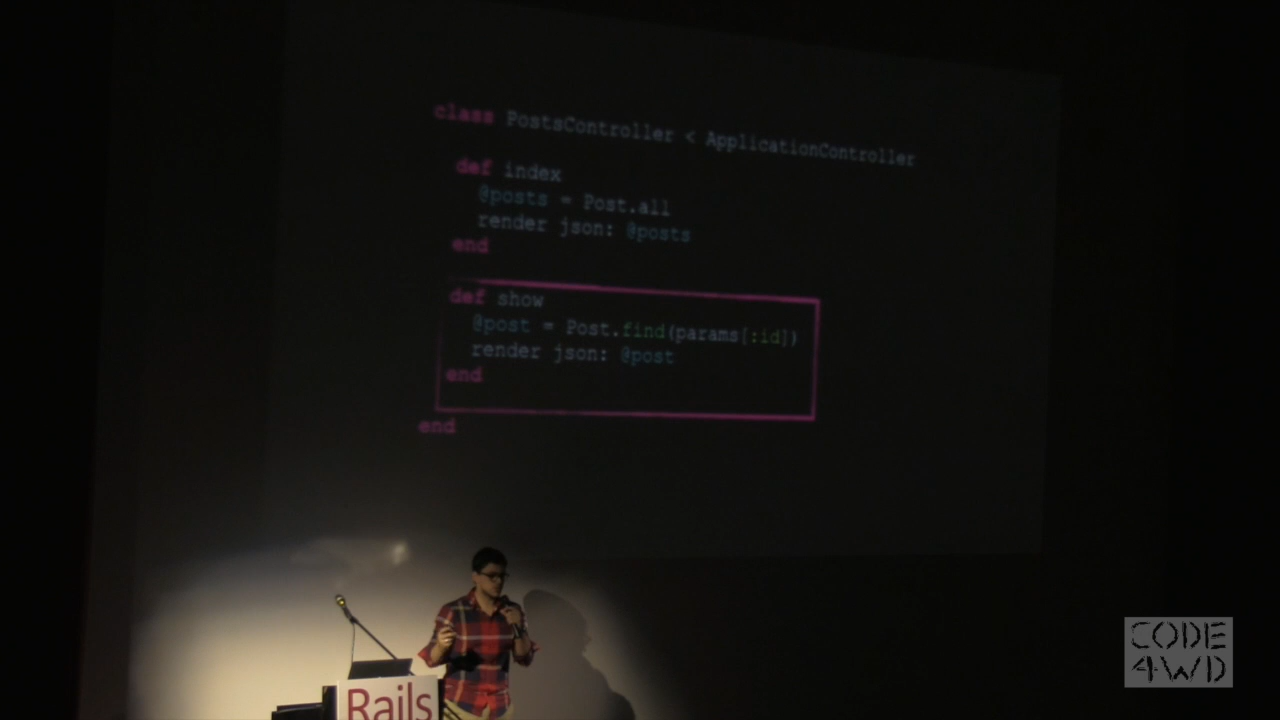 class PostsController < ApplicationController
def index
@posts = Post.all
render json: @posts
end
def show
@post = Post.find(params[:id])
render json: @post
end
end
Rails
CODE
4WD